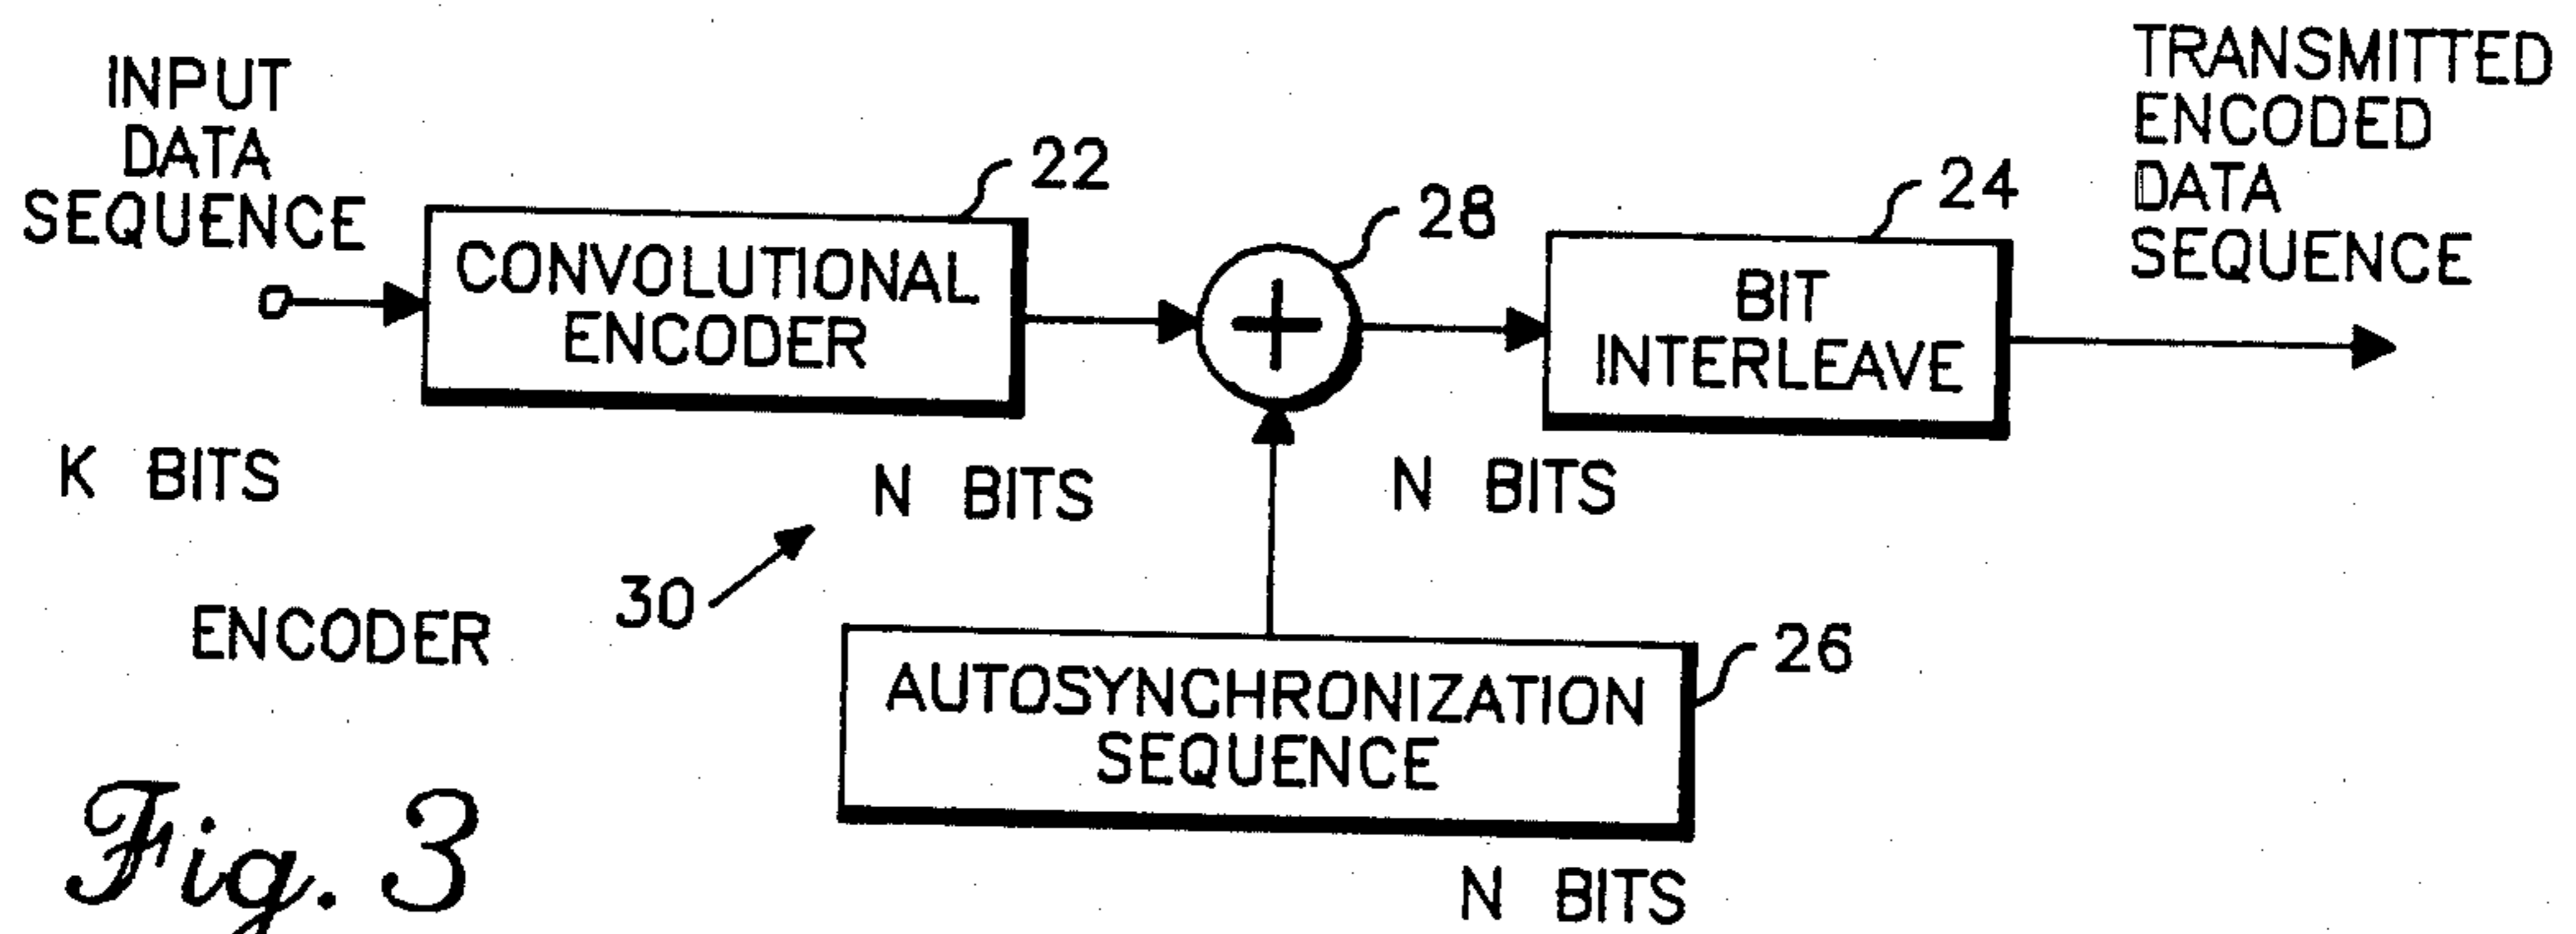 INPUT
DATA
SEQUENCE
CONVOLUTIONAL
ENCODER
22
28
BIT
INTERLEAVE
24
TRANSMITTED
ENCODED
DATA
SEQUENCE
K BITS
N BITS
N BITS
ENCODER
30
AUTOSYNCHRONIZATION
SEQUENCE
26
N BITS
Fig. 3